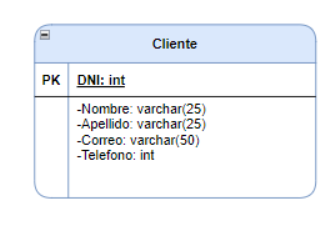 Cliente
PK DNI: int
-Nombre: varchar(25)
-Apellido: varchar(25)
-Correo: varchar(50)
-Telefono: int